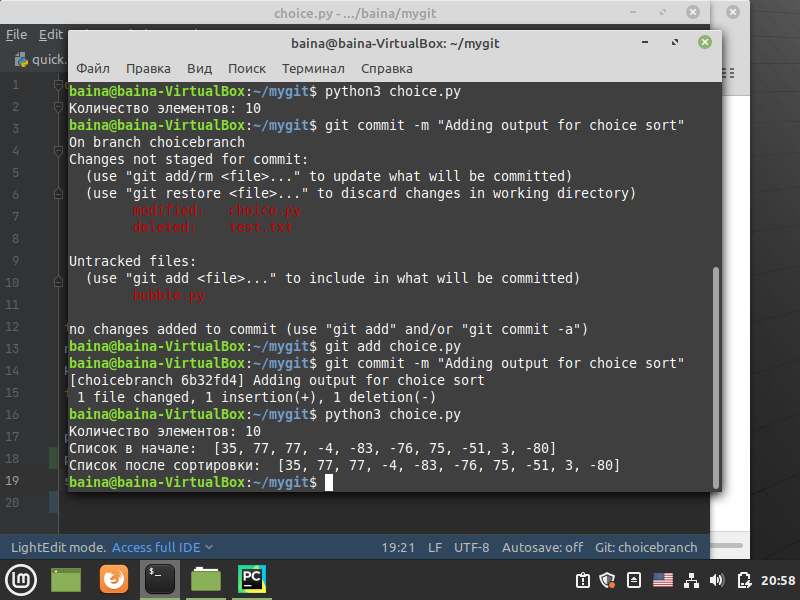 choice.py - .../baina/mygit
File Edit
baina@baina-VirtualBox: ~/mygit
quick.
Файл Правка Вид Поиск Терминал Справка
baina@baina-VirtualBox:~/mygit$ python3 choice.py
Количество элементов: 10
baina@baina-VirtualBox:~/mygit$ git commit -m "Adding output for choice sort"
On branch choicebranch
Changes not staged for commit:
(use "git add/rm <file>..." to update what will be committed)
(use "git restore <file>..." to discard changes in working directory)
modified: choice.py
deleted: test.txt
Untracked files:
(use "git add <file>..." to include in what will be committed)
bubble.py
no changes added to commit (use "git add" and/or "git commit -a")
baina@baina-VirtualBox:~/mygit$ git add choice.py
baina@baina-VirtualBox:~/mygit$ git commit -m "Adding output for choice sort"
[choicebranch 6b32fd4] Adding output for choice sort
1 file changed, 1 insertion(+), 1 deletion(-)
baina@baina-VirtualBox:~/mygit$ python3 choice.py
Количество элементов: 10
Список в начале: [35, 77, 77, -4, -83, -76, 75, -51, 3, -80]
Список после сортировки: [35, 77, 77, -4, -83, -76, 75, -51, 3, -80]
baina@baina-VirtualBox:~/mygit$
1
2
3
4
5
6
7
8
9
10
11
12
13
14
15
16
17
18
19
20
LightEdit mode. Access full IDE 19:21 LF UTF-8 Autosave: off Git: choicebranch
$_ PC 20:58